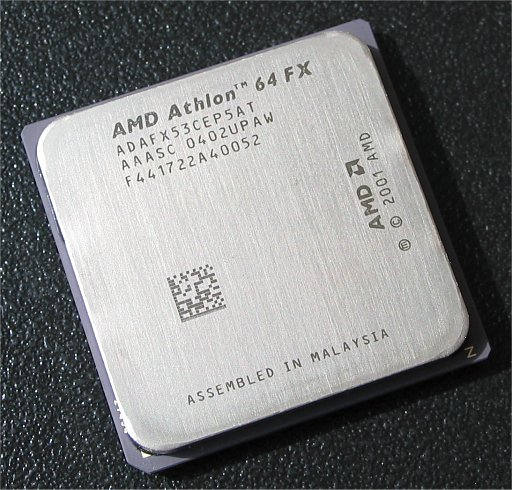 AMD Athlon™ 64 FX
ADAFX53CEP5AT
AAASC 0402UPAW
F441722A40052
AMD
ⓜ © 2001 AMD
ASSEMBLED IN MALAYSIA
Z